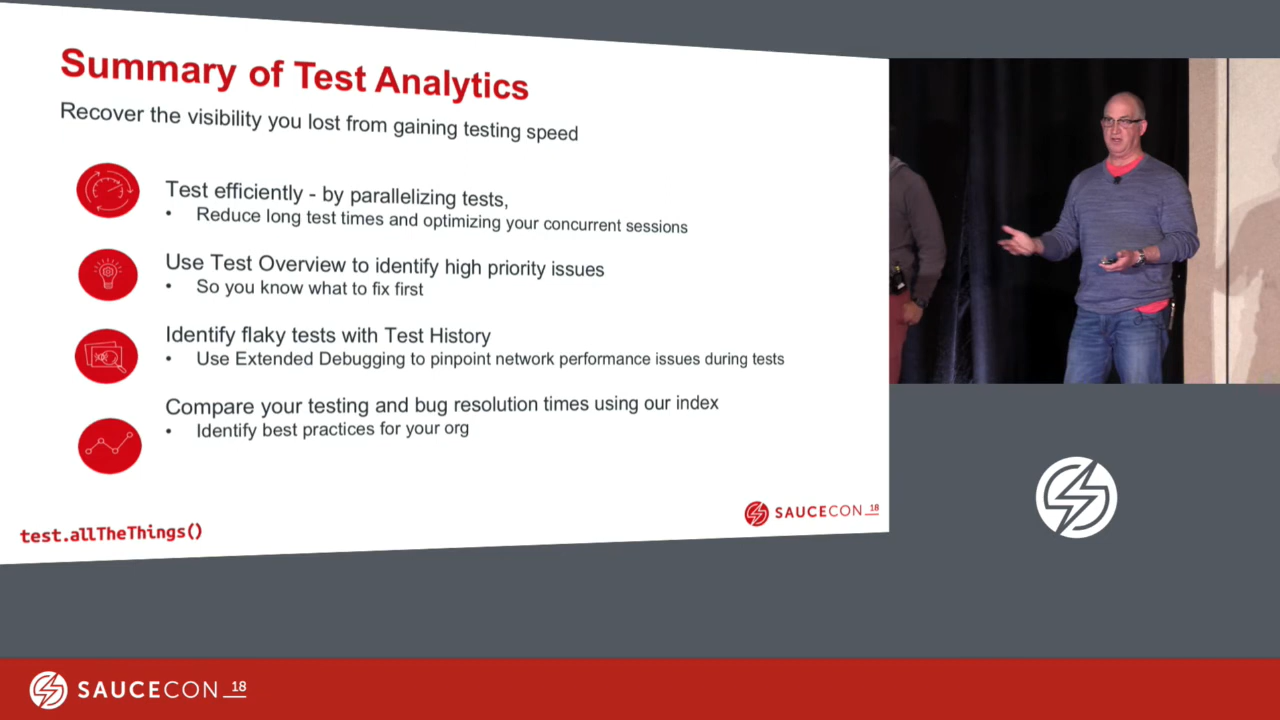 Summary of Test Analytics
Recover the visibility you lost from gaining testing speed
Test efficiently - by parallelizing tests,
• Reduce long test times and optimizing your concurrent sessions
Use Test Overview to identify high priority issues
• So you know what to fix first
Identify flaky tests with Test History
• Use Extended Debugging to pinpoint network performance issues during tests
Compare your testing and bug resolution times using our index
• Identify best practices for your org
test.allTheThings()
SAUCECON_18
SAUCECON_18